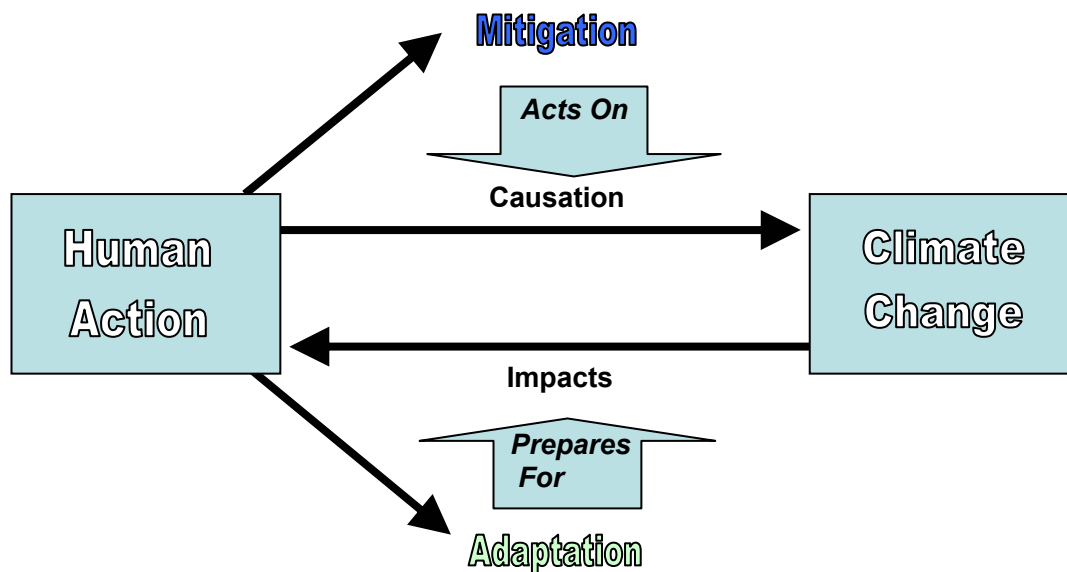 Mitigation
Acts On
Causation
Human
Action
Climate
Change
Impacts
Prepares
For
Adaptation